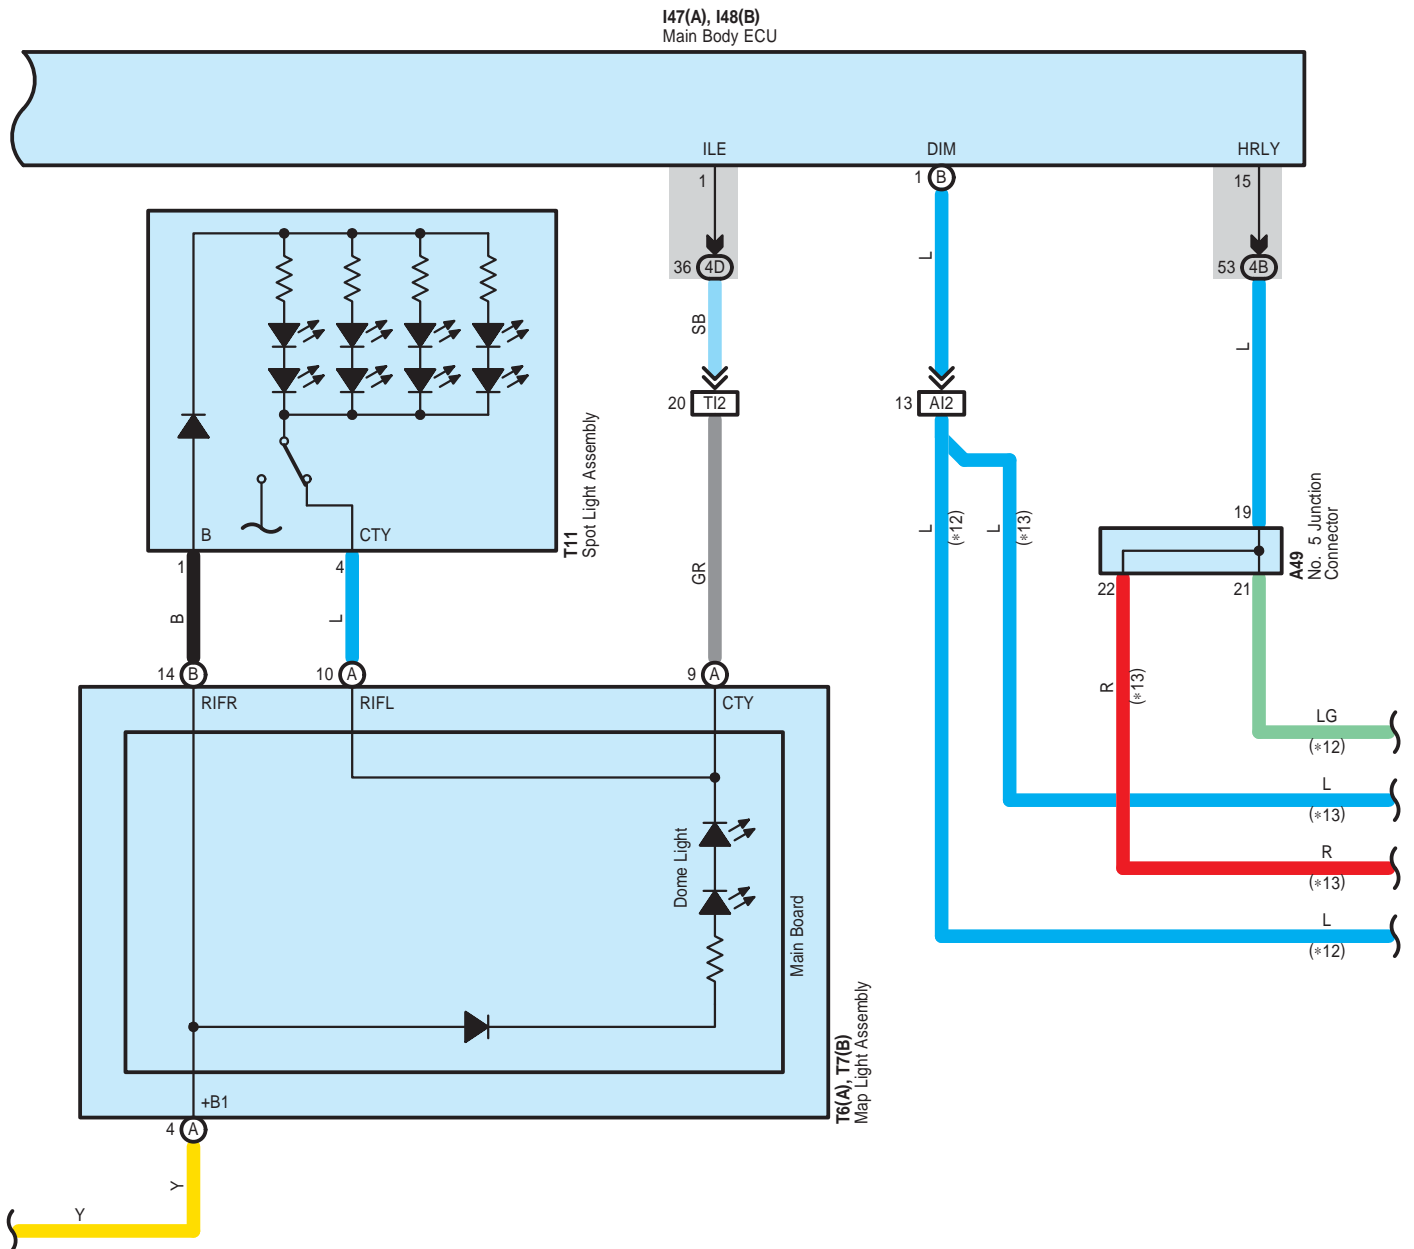 I47(A), I48(B)
Main Body ECU
ILE
DIM
HRLY
1
1
B
15
36
4D
53
4B
L
SB
L
20
TI2
13
AI2
T11
Spot Light Assembly
B
CTY
1
4
B
L
GR
L
(*12)
L
(*13)
19
A49
No. 5 Junction
Connector
22
21
14
B
10
A
9
A
RIFR
RIFL
CTY
R
(*13)
LG
(*12)
L
(*13)
R
(*13)
L
(*12)
Dome Light
Main Board
T6(A), T7(B)
Map Light Assembly
+B1
4
A
Y
Y